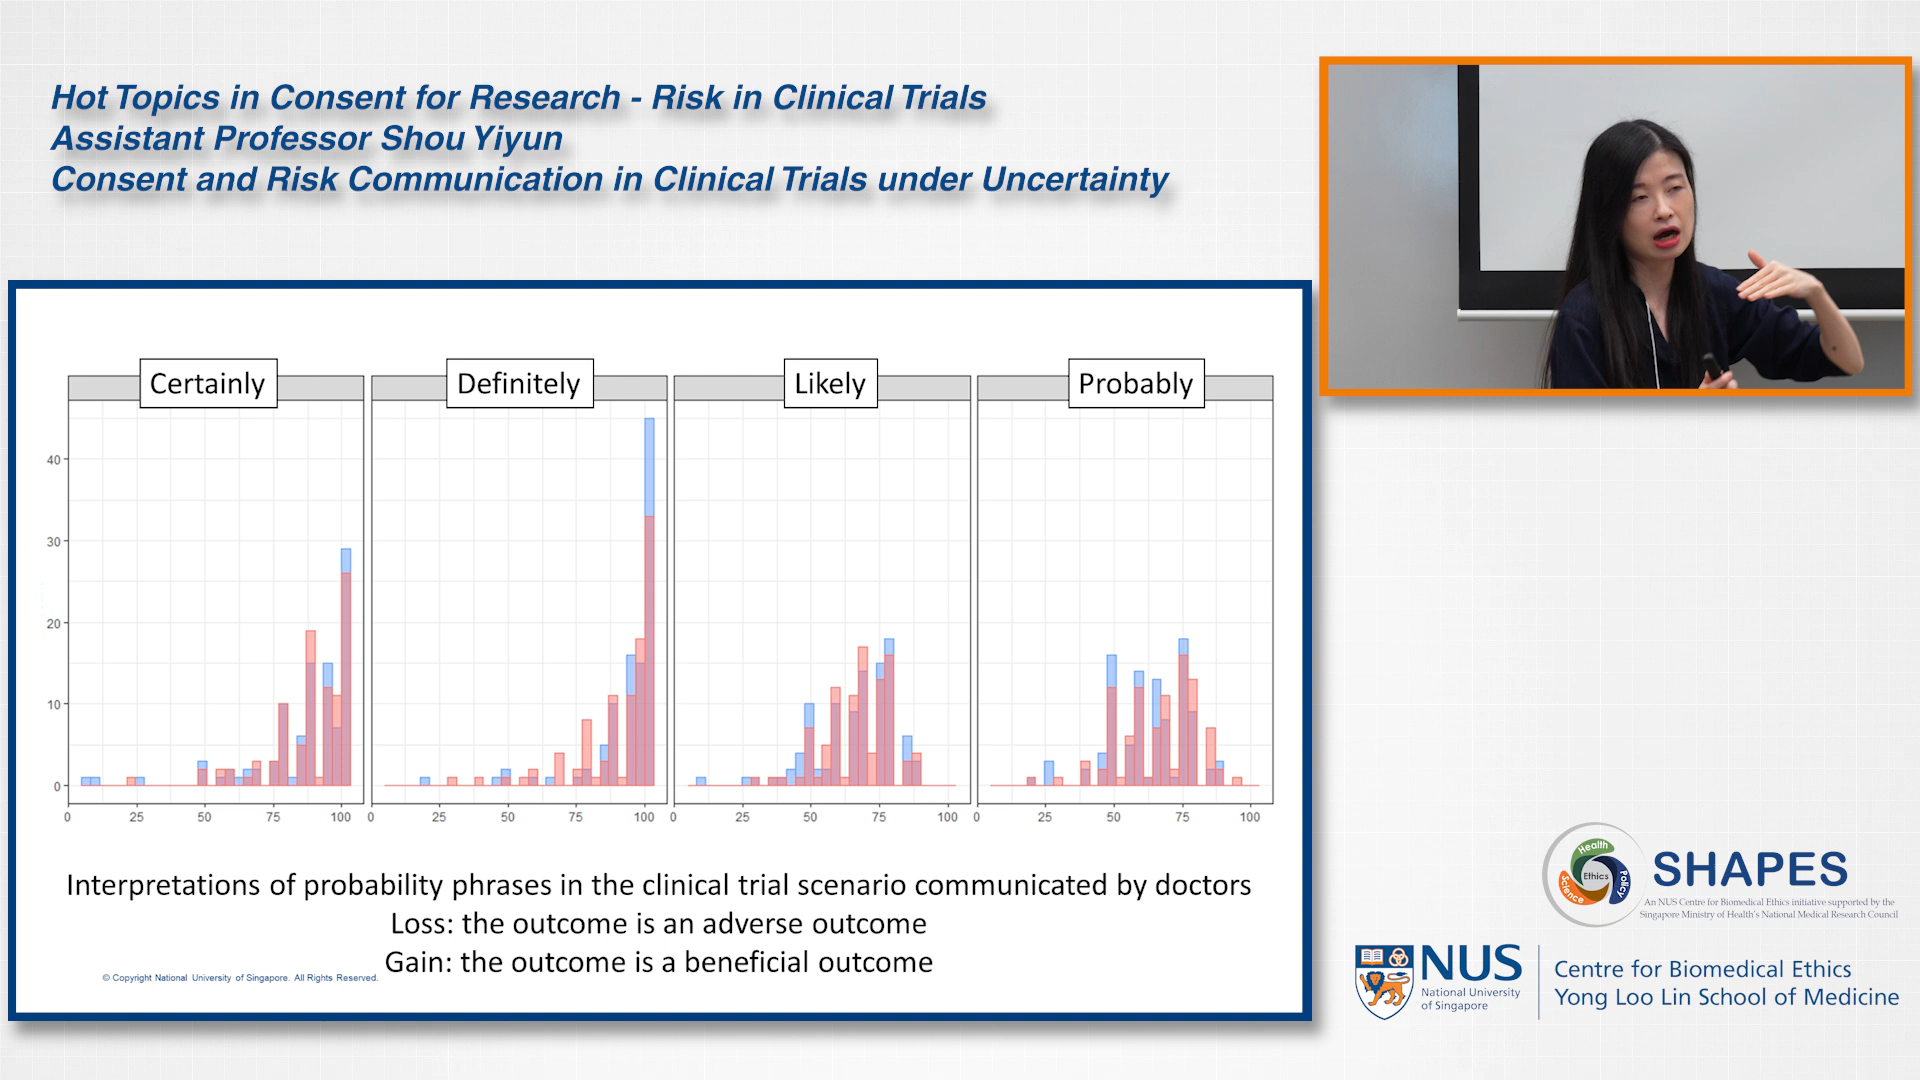 Hot Topics in Consent for Research - Risk in Clinical Trials
Assistant Professor Shou Yiyun
Consent and Risk Communication in Clinical Trials under Uncertainty
Certainly
Definitely
Likely
Probably
40
30
20
10
0
0 25 50 75 100
0 25 50 75 100
0 25 50 75 100
0 25 50 75 100
Interpretations of probability phrases in the clinical trial scenario communicated by doctors
Loss: the outcome is an adverse outcome
Gain: the outcome is a beneficial outcome
© Copyright National University of Singapore. All Rights Reserved.
Health
Ethics
Science
Policy
SHAPES
An NUS Centre for Biomedical Ethics initiative supported by the
Singapore Ministry of Health's National Medical Research Council
NUS
National University
of Singapore
Centre for Biomedical Ethics
Yong Loo Lin School of Medicine